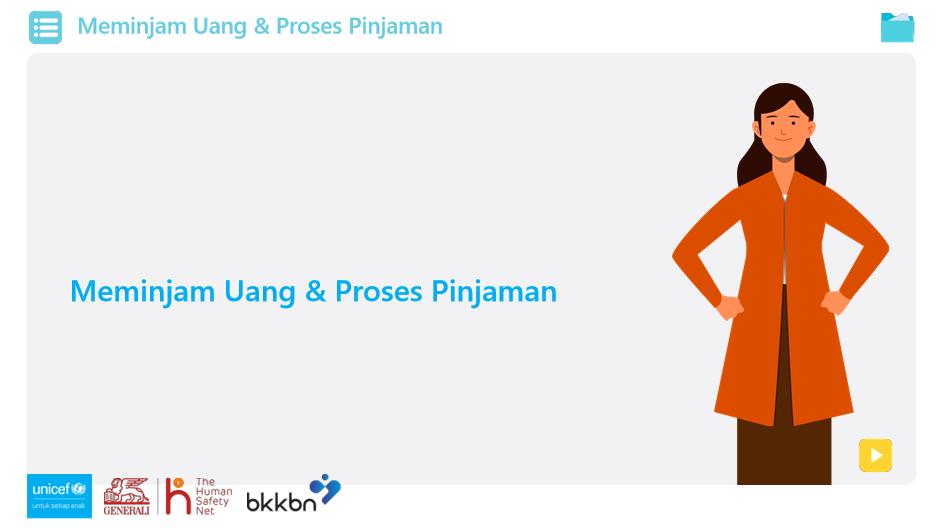 Meminjam Uang & Proses Pinjaman
Meminjam Uang & Proses Pinjaman
unicef
untuk setiap anak
GENERALI
The
Human
Safety
Net
bkkbn